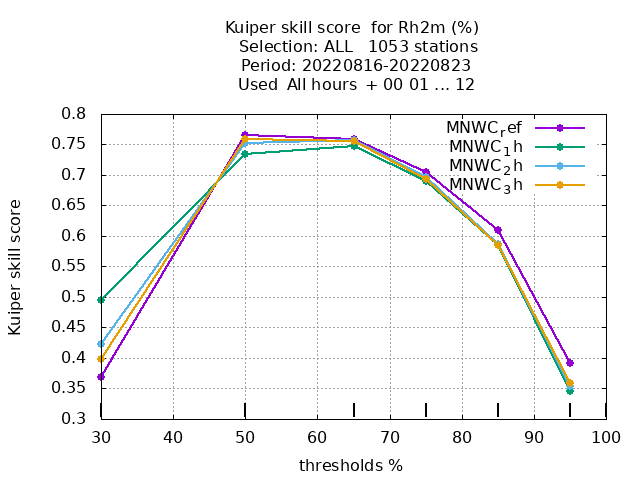 Kuiper skill score  for Rh2m (%)
Selection: ALL   1053 stations
Period: 20220816-20220823
Used  All hours  + 00 01 ... 12
0.8
0.75
0.7
0.65
0.6
0.55
0.5
0.45
0.4
0.35
0.3
Kuiper skill score
MNWC_ref
MNWC_1h
MNWC_2h
MNWC_3h
30 40 50 60 70 80 90 100
thresholds %